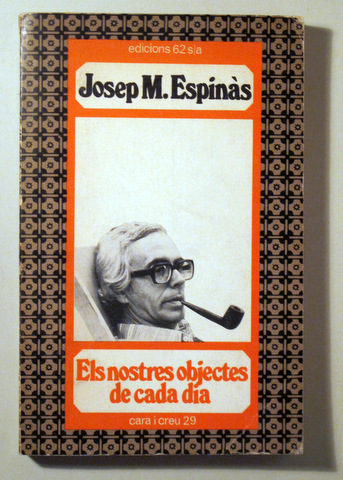 edicions 62 s|a
Josep M. Espinàs
Els nostres objectes
de cada dia
cara i creu 29